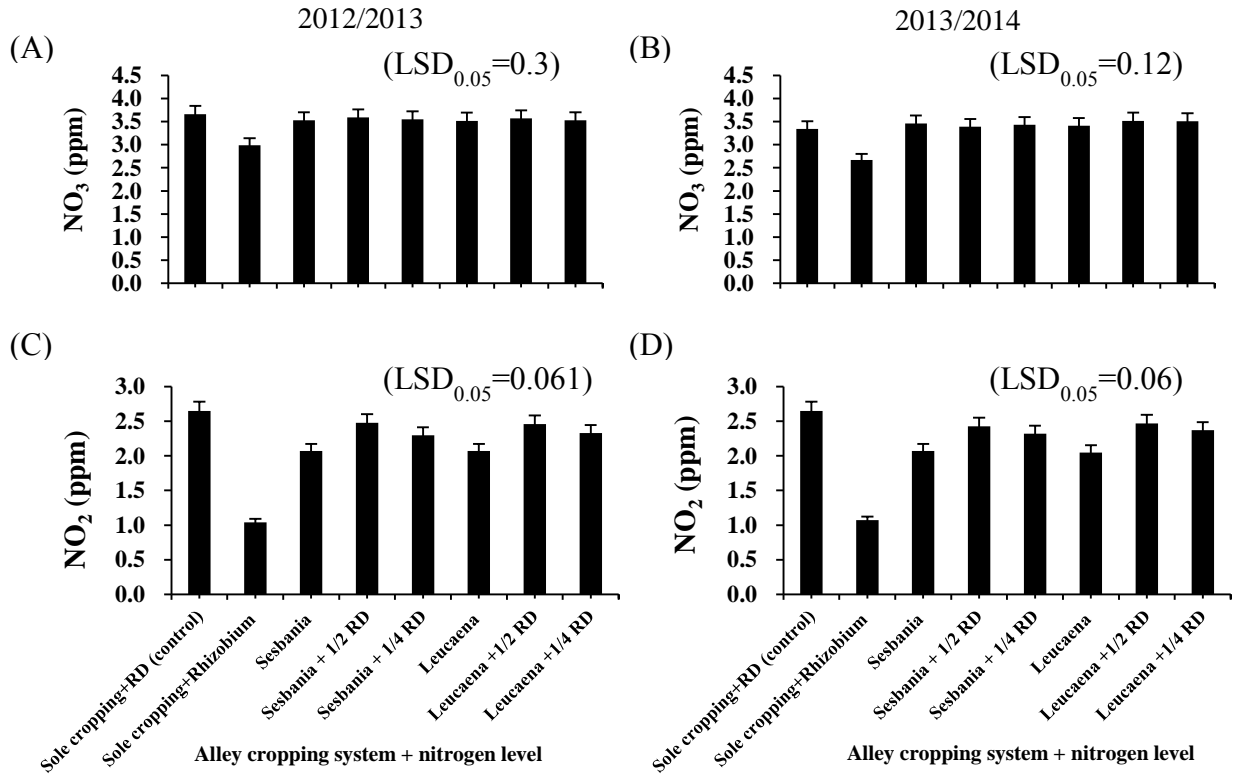 2012/2013
2013/2014
(A)
(LSD0.05=0.3)
NO3 (ppm)
4.5
4.0
3.5
3.0
2.5
2.0
1.5
1.0
0.5
0.0
(B)
(LSD0.05=0.12)
NO3 (ppm)
4.5
4.0
3.5
3.0
2.5
2.0
1.5
1.0
0.5
0.0
(C)
(LSD0.05=0.061)
NO2 (ppm)
3.0
2.5
2.0
1.5
1.0
0.5
0.0
Sole cropping+RD (control)
Sole cropping+Rhizobium
Sesbania
Sesbania + 1/2 RD
Sesbania + 1/4 RD
Leucaena
Leucaena +1/2 RD
Leucaena +1/4 RD
Alley cropping system + nitrogen level
(D)
(LSD0.05=0.06)
NO2 (ppm)
3.0
2.5
2.0
1.5
1.0
0.5
0.0
Sole cropping+RD (control)
Sole cropping+Rhizobium
Sesbania
Sesbania + 1/2 RD
Sesbania + 1/4 RD
Leucaena
Leucaena +1/2 RD
Leucaena +1/4 RD
Alley cropping system + nitrogen level